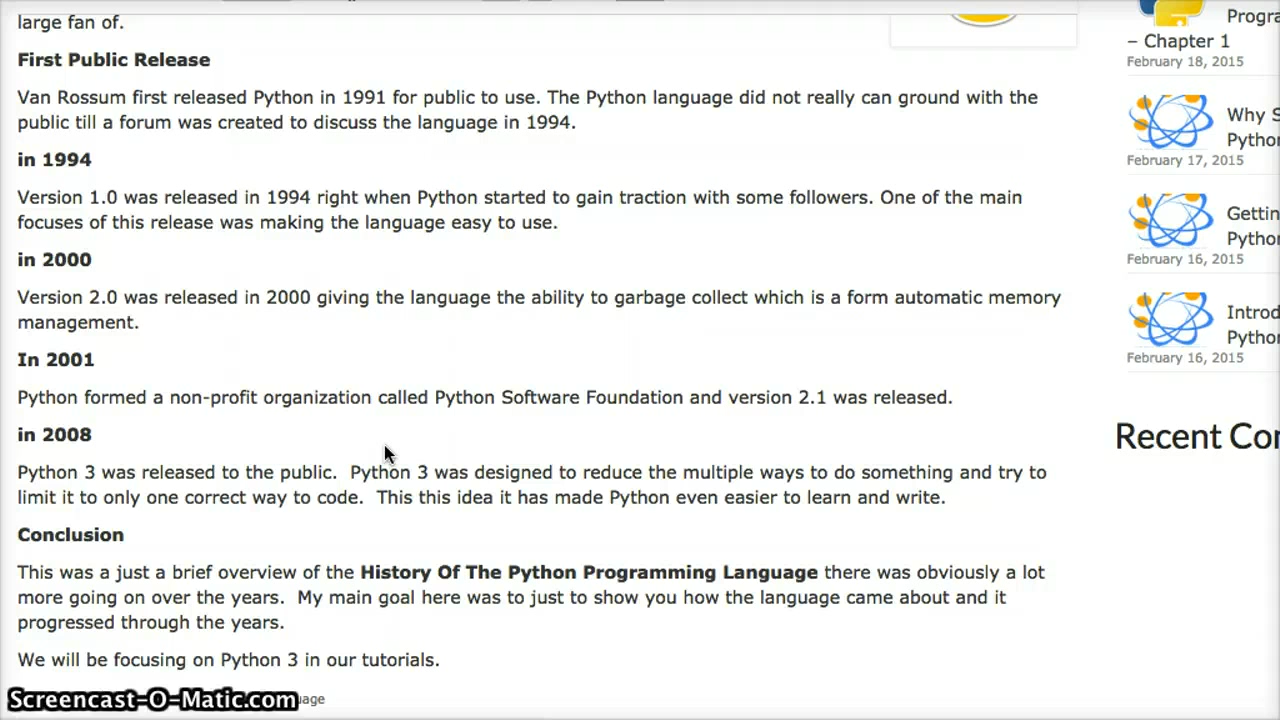 large fan of.
First Public Release
Van Rossum first released Python in 1991 for public to use. The Python language did not really can ground with the
public till a forum was created to discuss the language in 1994.
in 1994
Version 1.0 was released in 1994 right when Python started to gain traction with some followers. One of the main
focuses of this release was making the language easy to use.
in 2000
Version 2.0 was released in 2000 giving the language the ability to garbage collect which is a form automatic memory
management.
In 2001
Python formed a non-profit organization called Python Software Foundation and version 2.1 was released.
in 2008
Python 3 was released to the public. Python 3 was designed to reduce the multiple ways to do something and try to
limit it to only one correct way to code. This this idea it has made Python even easier to learn and write.
Conclusion
This was a just a brief overview of the History Of The Python Programming Language there was obviously a lot
more going on over the years. My main goal here was to just to show you how the language came about and it
progressed through the years.
We will be focusing on Python 3 in our tutorials.
Screencast-O-Matic.com
Progra
– Chapter 1
February 18, 2015
Why S
Pytho
February 17, 2015
Gettin
Pytho
February 16, 2015
Introd
Pytho
February 16, 2015
Recent Co